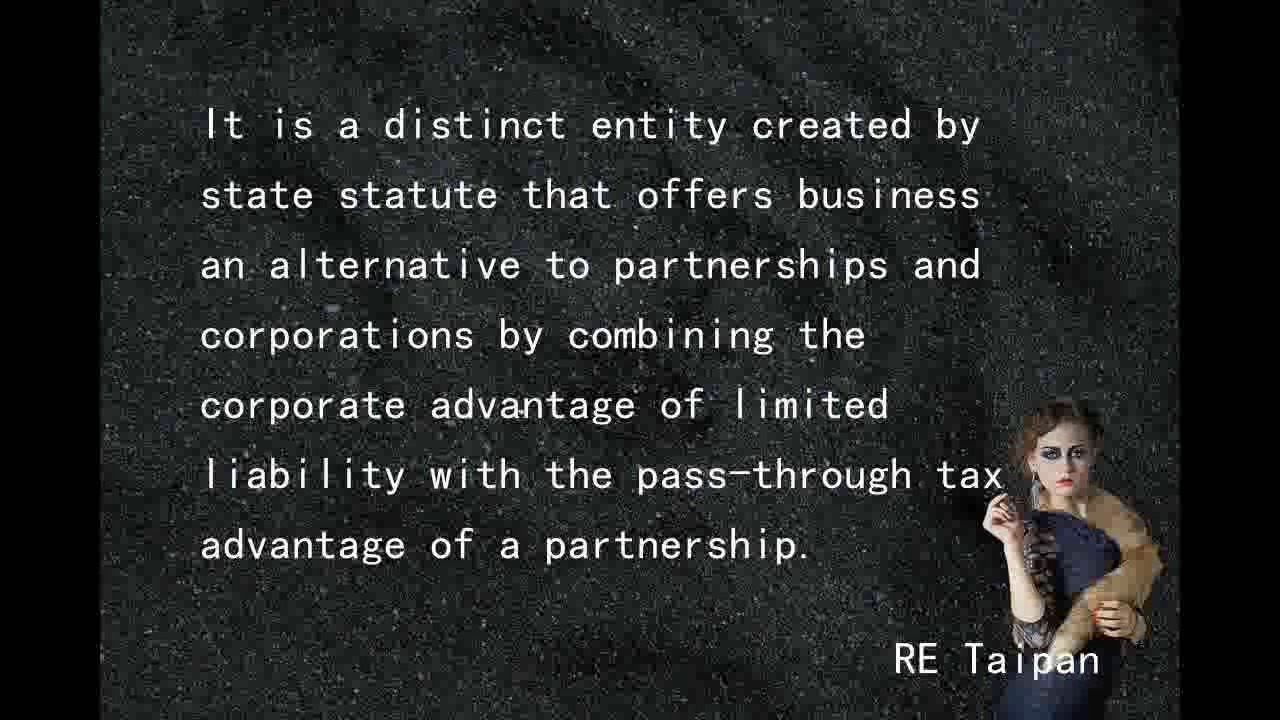 It is a distinct entity created by
state statute that offers business
an alternative to partnerships and
corporations by combining the
corporate advantage of limited
liability with the pass-through tax
advantage of a partnership.
RE Taipan